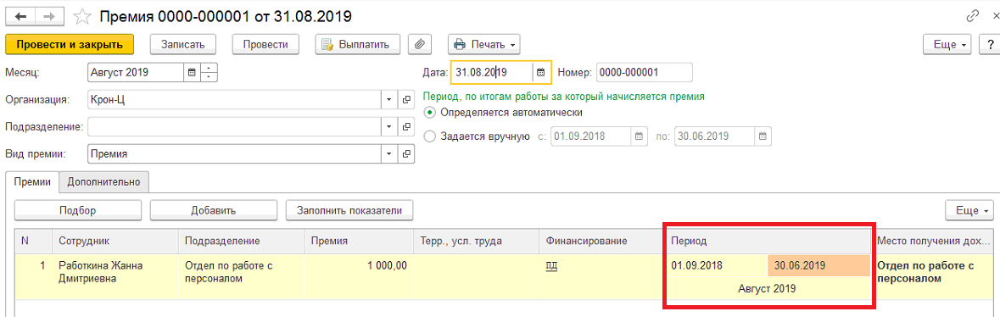 Премия 0000-000001 от 31.08.2019
Провести и закрыть Записать Провести Выплатить Печать Еще ?
Месяц: Август 2019 Дата: 31.08.2019 Номер: 0000-000001
Организация: Крон-Ц Период, по итогам работы за который начисляется премия
Определяется автоматически
Подразделение: Задается вручную с: 01.09.2018 по: 30.06.2019
Вид премии: Премия
Премии Дополнительно
Подбор Добавить Заполнить показатели Еще
N Сотрудник Подразделение Премия Терр., усл. труда Финансирование Период Место получения дох...
1 Работкина Жанна Отдел по работе с 1 000,00 ПД 01.09.2018 30.06.2019 Отдел по работе с
Дмитриевна персоналом Август 2019 персоналом